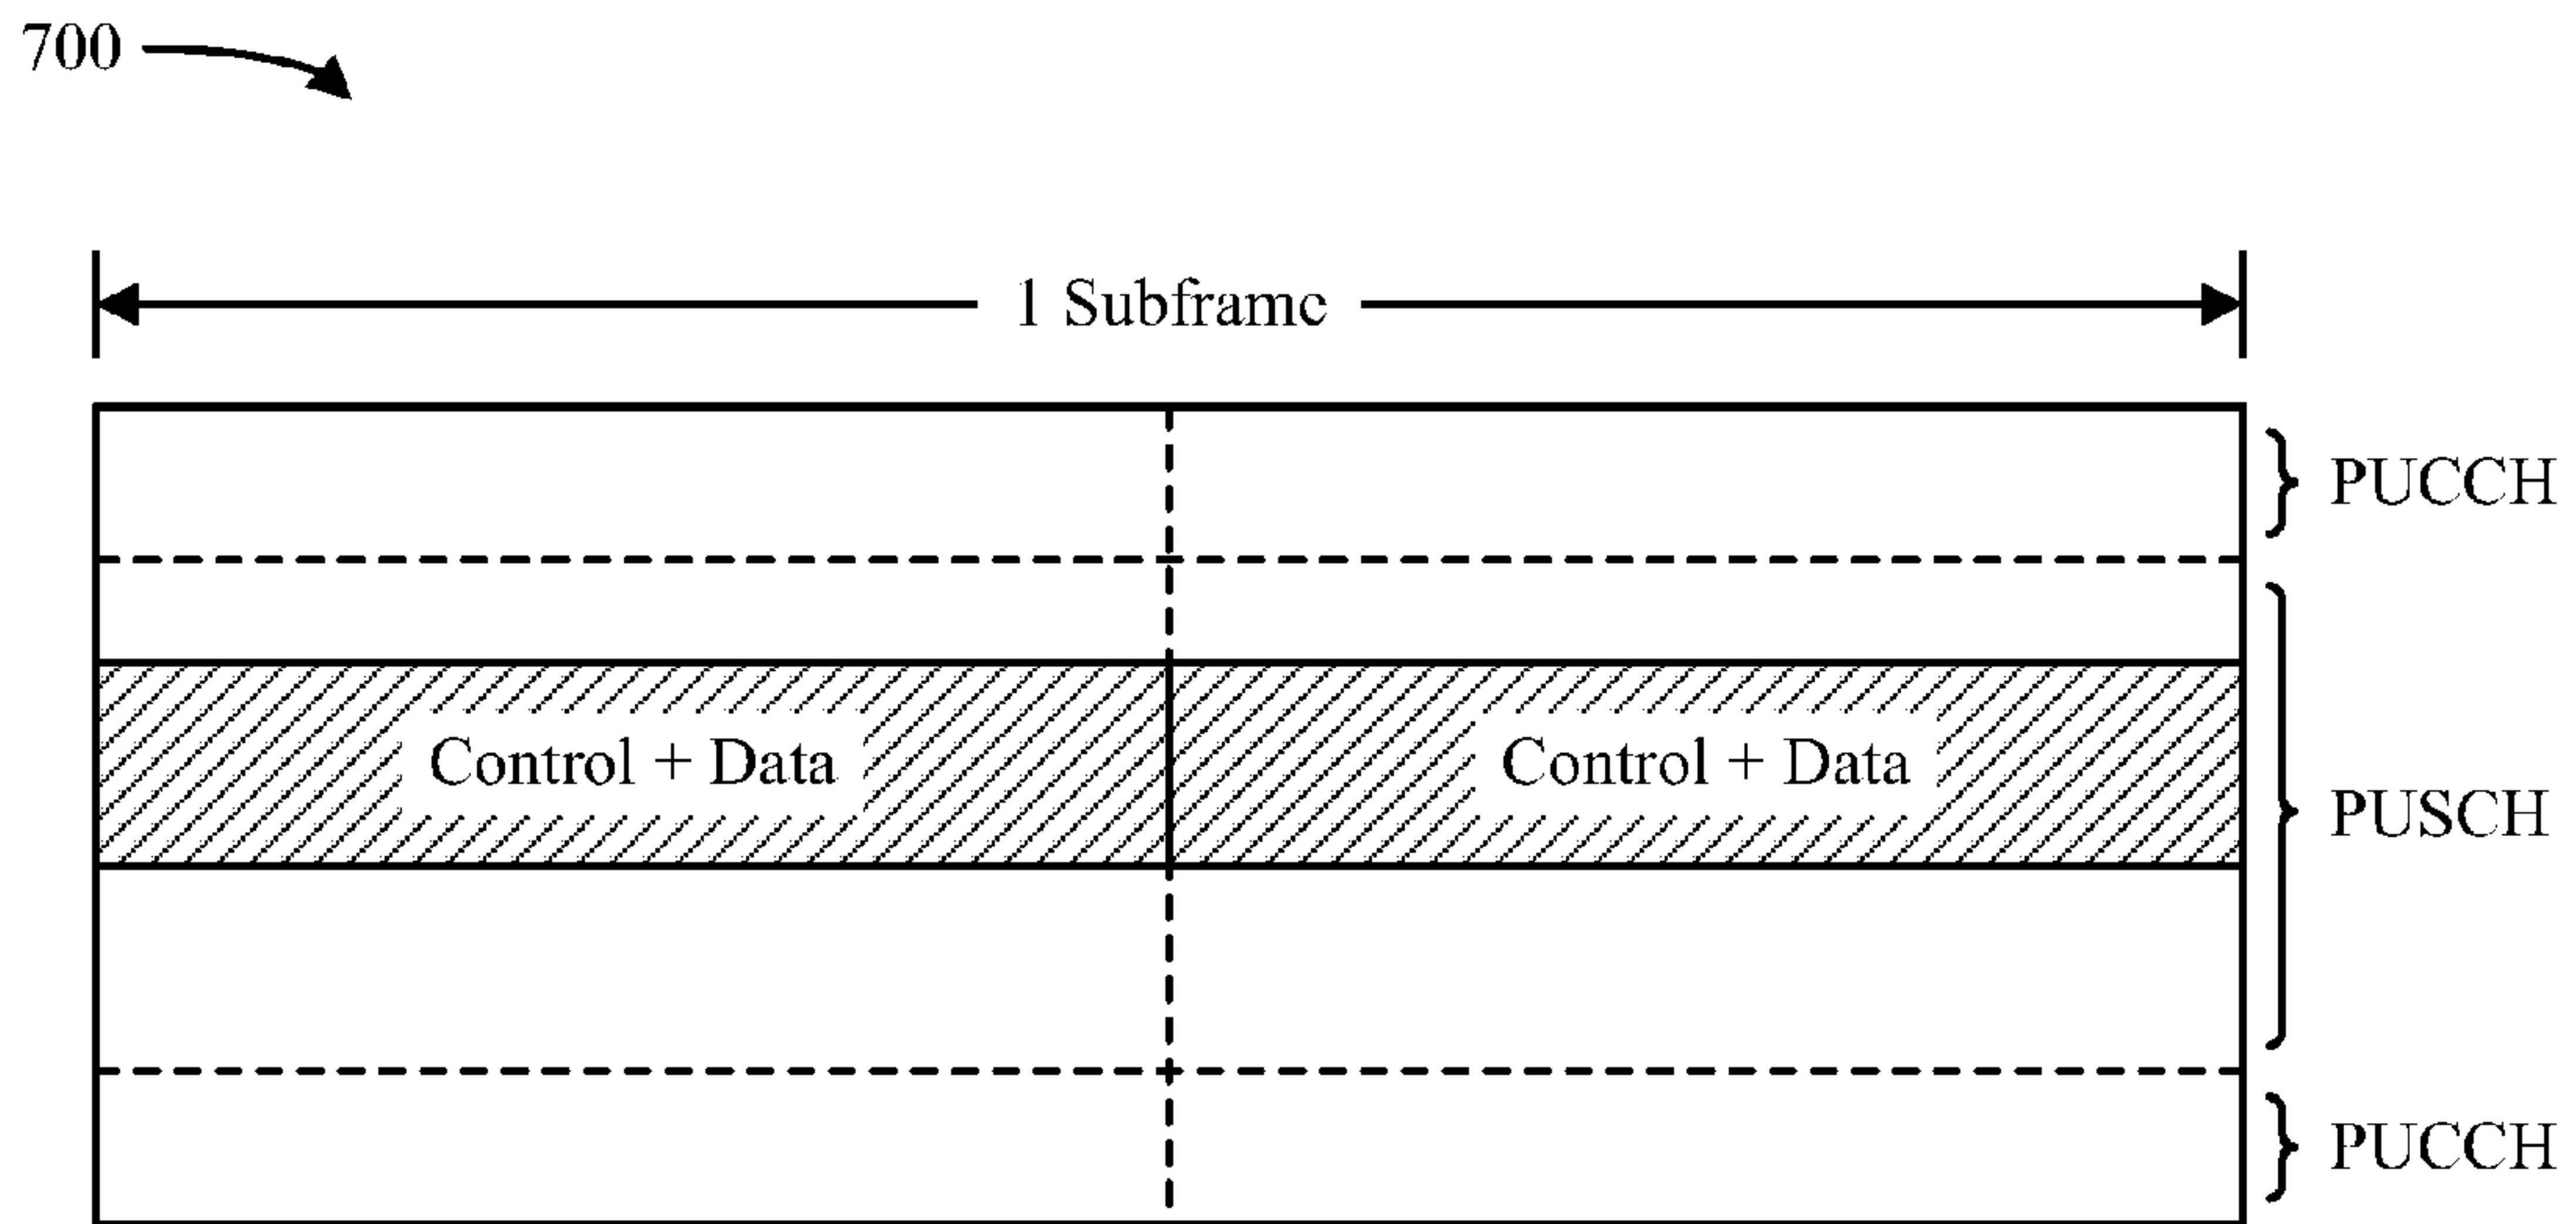 700
1 Subframe
PUCCH
Control + Data Control + Data
PUSCH
PUCCH